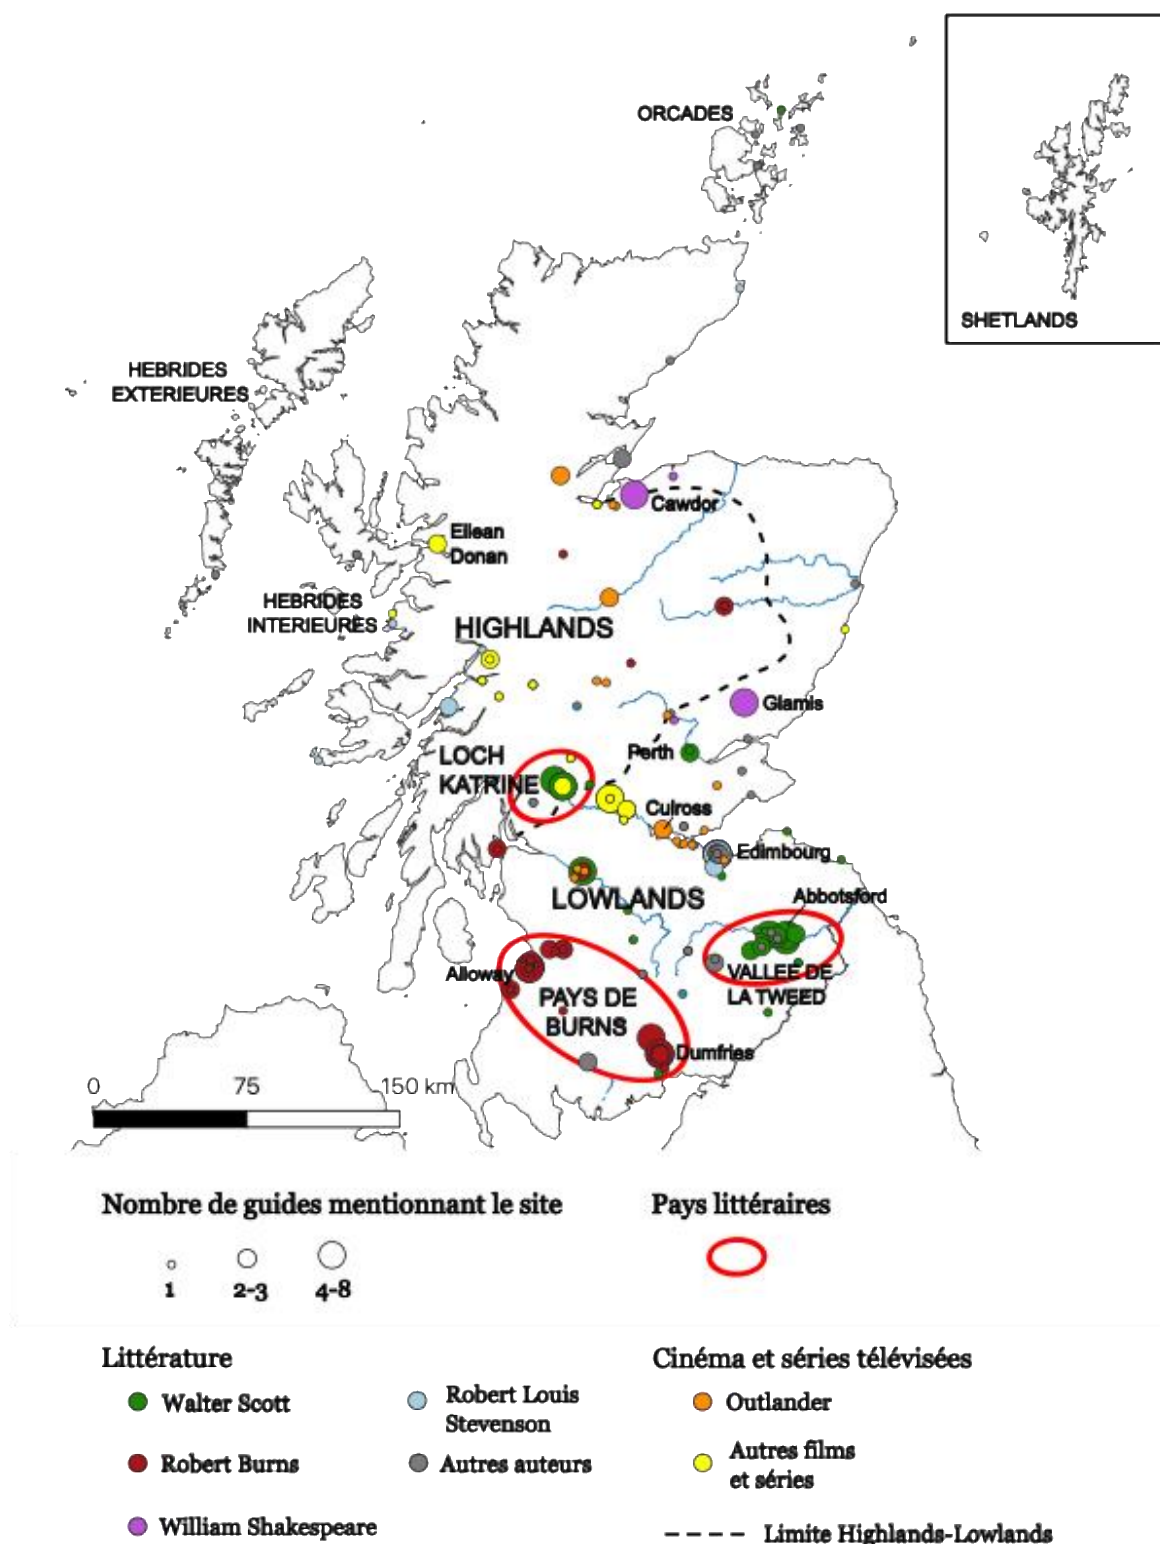 ORCADES
SHETLANDS
HEBRIDES
EXTERIEURES
Cawdor
Eilean
Donan
HEBRIDES
INTERIEURES
HIGHLANDS
Glamis
LOCH
KATRINE
Perth
Culross
Edimbourg
LOWLANDS
Abbotsford
Alloway
VALLEE DE
LA TWEED
PAYS DE
BURNS
Dumfries
0 75 150 km
Nombre de guides mentionnant le site
1 2-3 4-8
Pays littéraires
Littérature
Walter Scott
Robert Burns
William Shakespeare
Robert Louis
Stevenson
Autres auteurs
Cinéma et séries télévisées
Outlander
Autres films
et séries
Limite Highlands-Lowlands